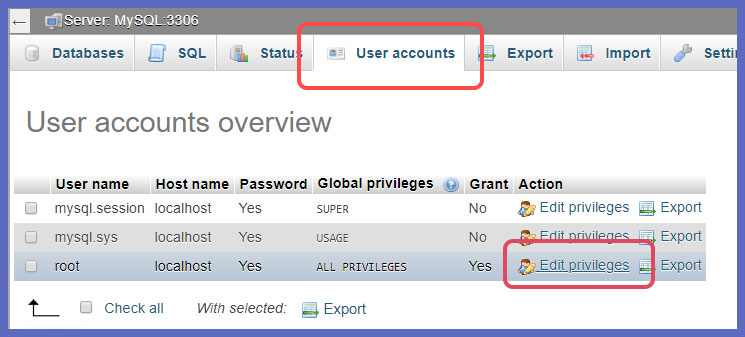 ← Server: MySQL:3306
Databases SQL Status User accounts Export Import
User accounts overview
User name Host name Password Global privileges Grant Action
mysql.session localhost Yes SUPER No Edit privileges Export
mysql.sys localhost Yes USAGE No Edit privileges Export
root localhost Yes ALL PRIVILEGES Yes Edit privileges Export
Check all With selected: Export